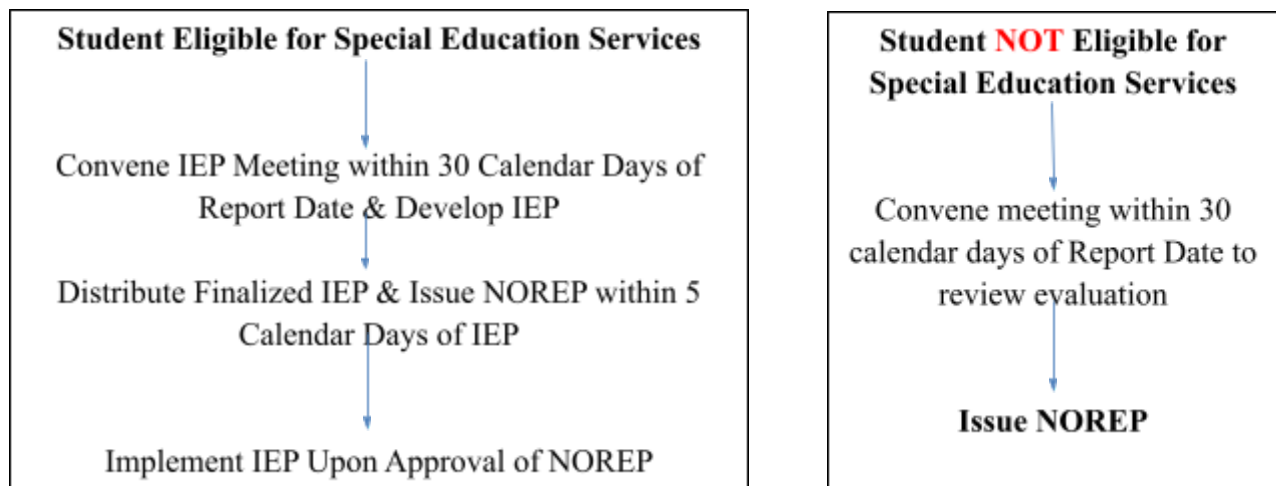 Student Eligible for Special Education Services
Convene IEP Meeting within 30 Calendar Days of
Report Date & Develop IEP
Distribute Finalized IEP & Issue NOREP within 5
Calendar Days of IEP
Implement IEP Upon Approval of NOREP
Student NOT Eligible for
Special Education Services
Convene meeting within 30
calendar days of Report Date to
review evaluation
Issue NOREP